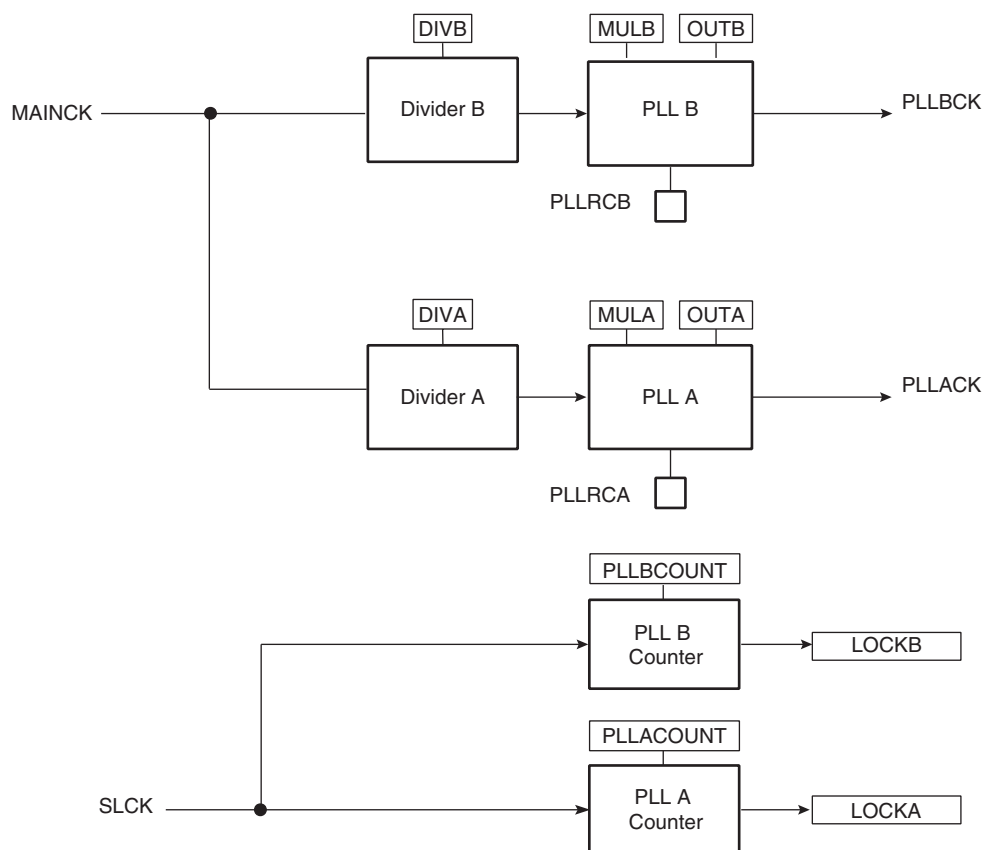 DIVB
MULB
OUTB
MAINCK
Divider B
PLL B
PLLBCK
PLLRCB
DIVA
MULA
OUTA
Divider A
PLL A
PLLACK
PLLRCA
PLLBCOUNT
PLL B
Counter
LOCKB
PLLACOUNT
SLCK
PLL A
Counter
LOCKA